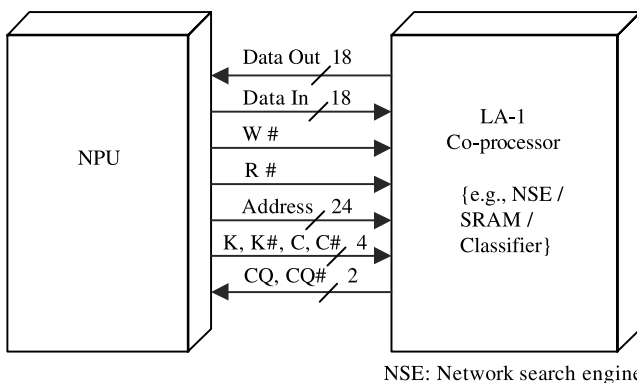 NPU
Data Out 18
Data In 18
W #
R #
Address 24
K, K#, C, C# 4
CQ, CQ# 2
LA-1
Co-processor
{e.g., NSE /
SRAM /
Classifier}
NSE: Network search engine